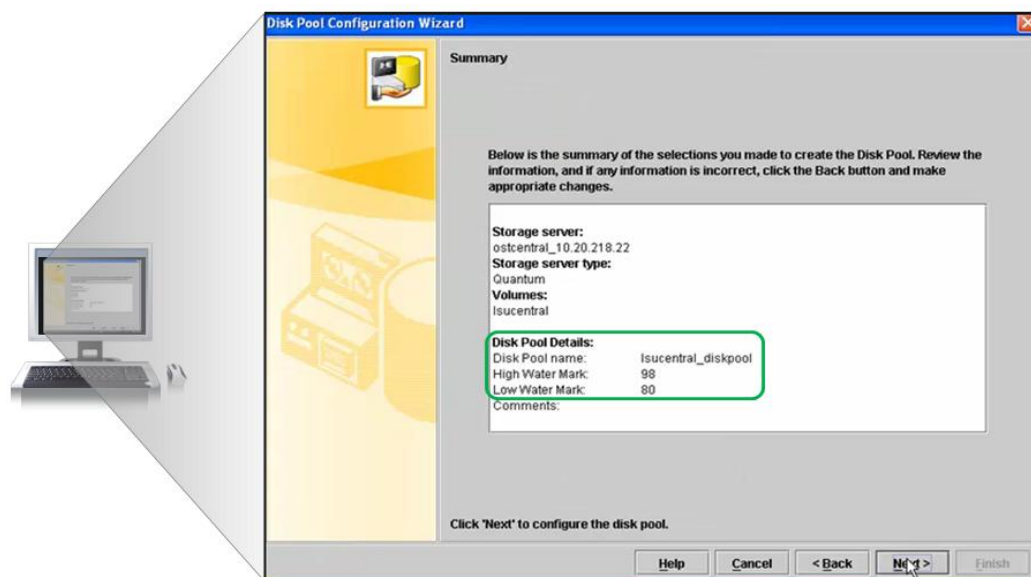 Disk Pool Configuration Wizard
Summary
Below is the summary of the selections you made to create the Disk Pool. Review the
information, and if any information is incorrect, click the Back button and make
appropriate changes.
Storage server:
ostcentral_10.20.218.22
Storage server type:
Quantum
Volumes:
lsucentral
Disk Pool Details:
Disk Pool name: lsucentral_diskpool
High Water Mark: 98
Low Water Mark: 80
Comments:
Click 'Next' to configure the disk pool.
Help Cancel < Back Next > Finish